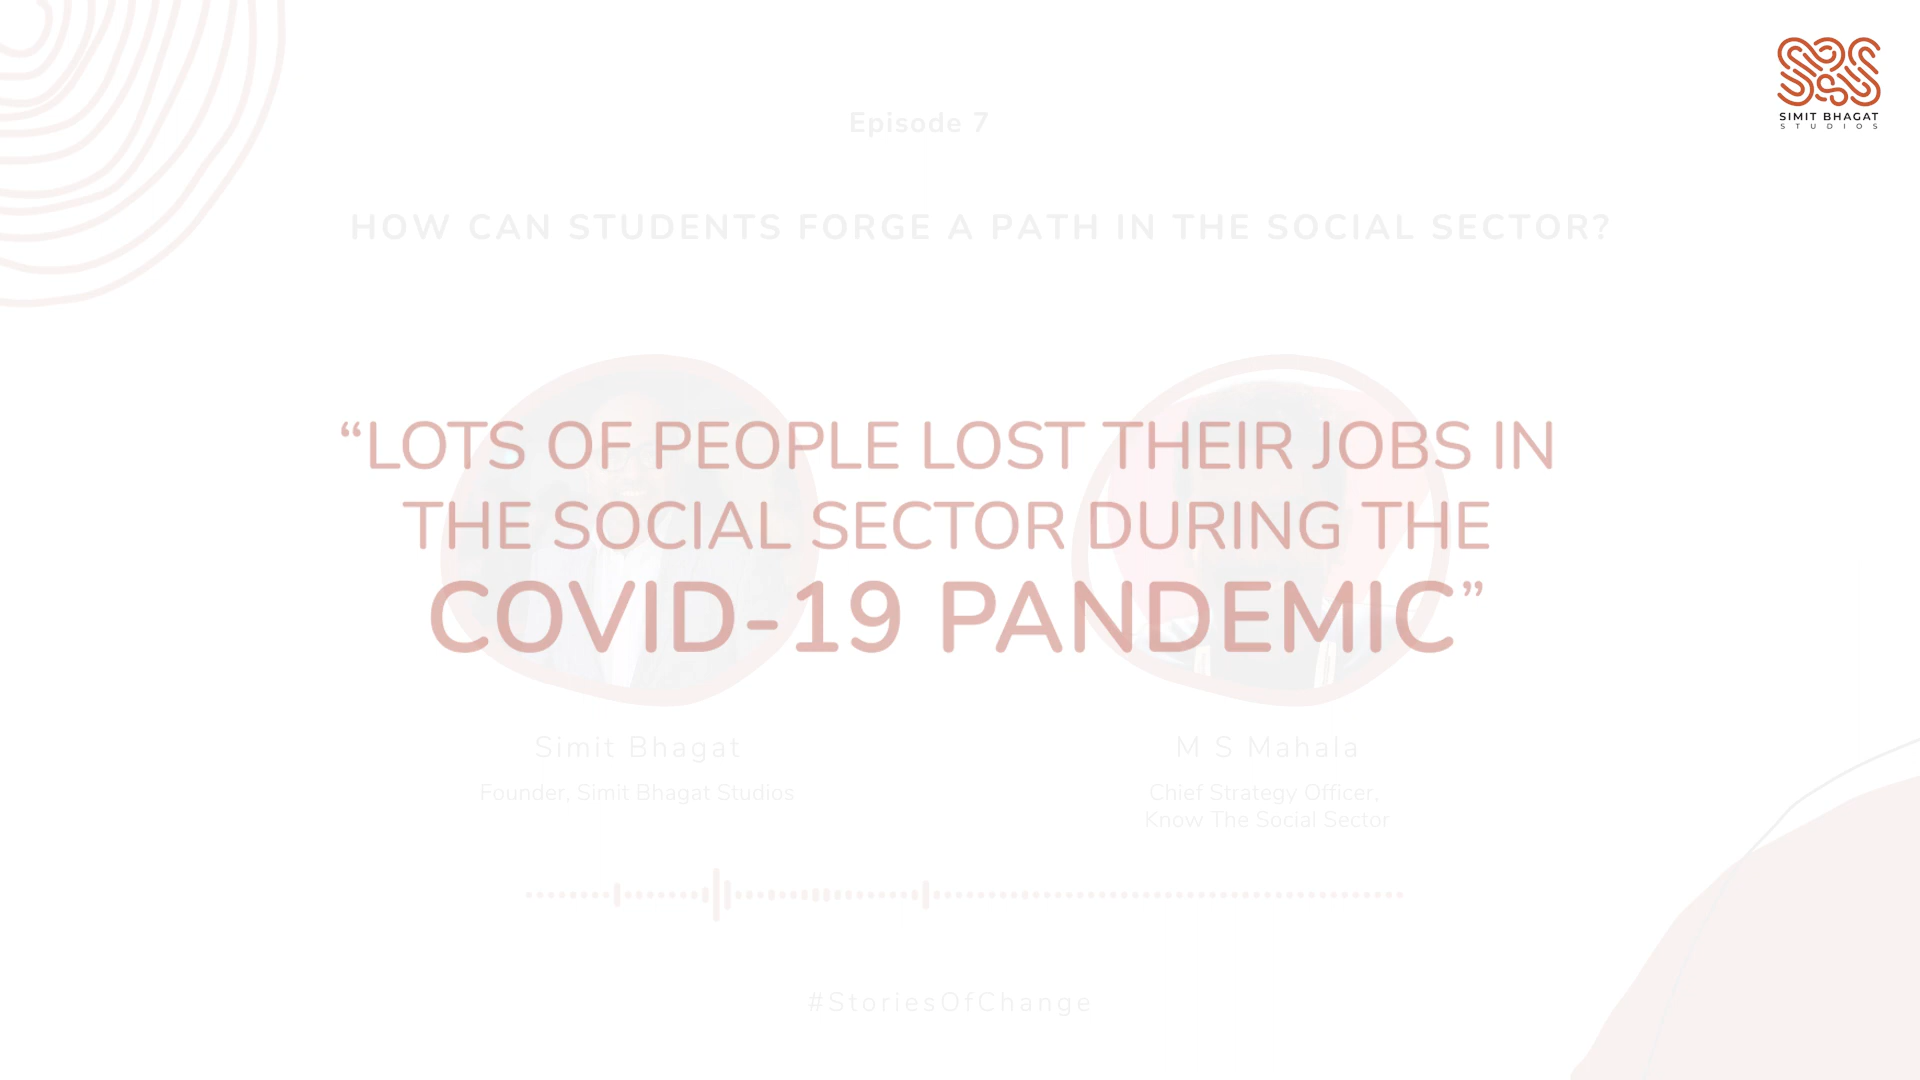 SIMIT BHAGAT
STUDIOS
Episode 7
HOW CAN STUDENTS FORGE A PATH IN THE SOCIAL SECTOR?
“LOTS OF PEOPLE LOST THEIR JOBS IN
THE SOCIAL SECTOR DURING THE
COVID-19 PANDEMIC”
Simit Bhagat
Founder, Simit Bhagat Studios
M S Mahala
Chief Strategy Officer,
Know The Social Sector
#StoriesOfChange